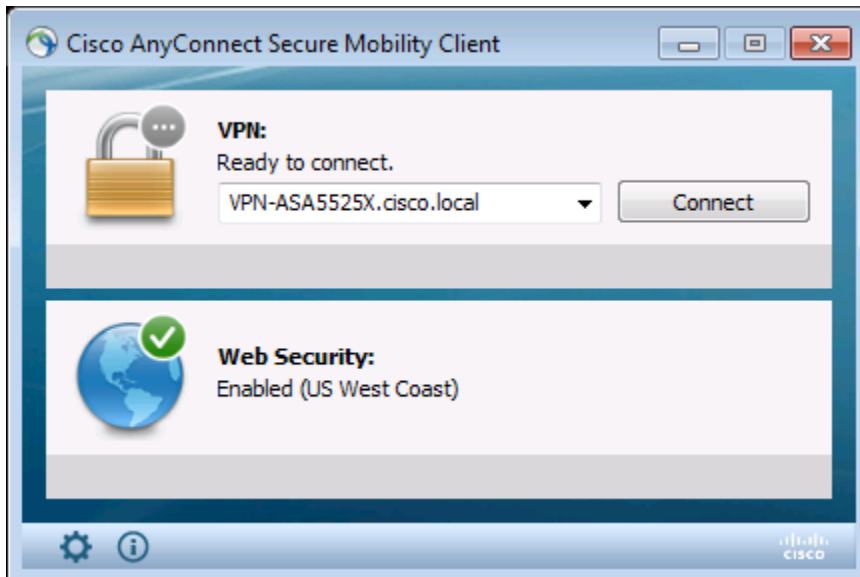 Cisco AnyConnect Secure Mobility Client
VPN:
Ready to connect.
VPN-ASA5525X.cisco.local
Connect
Web Security:
Enabled (US West Coast)
CISCO